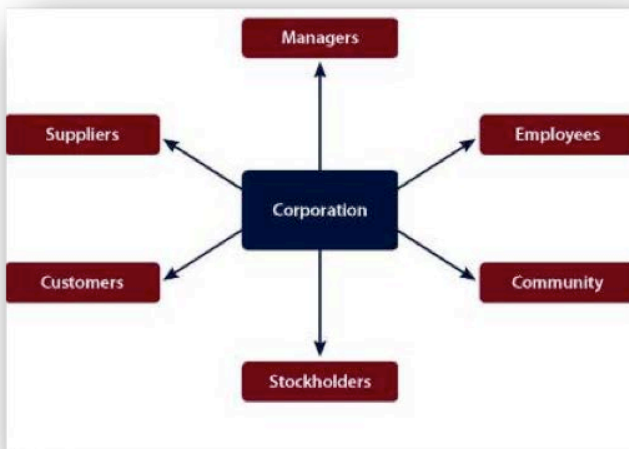 Managers
Suppliers
Employees
Corporation
Customers
Community
Stockholders